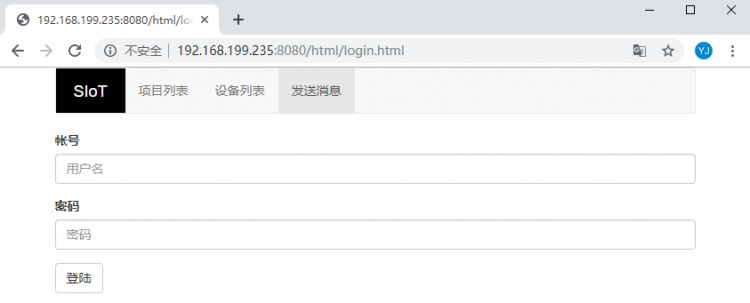 192.168.199.235:8080/html/lo
不安全 | 192.168.199.235:8080/html/login.html
YJ
SIoT 项目列表 设备列表 发送消息
帐号
用户名
密码
密码
登陆